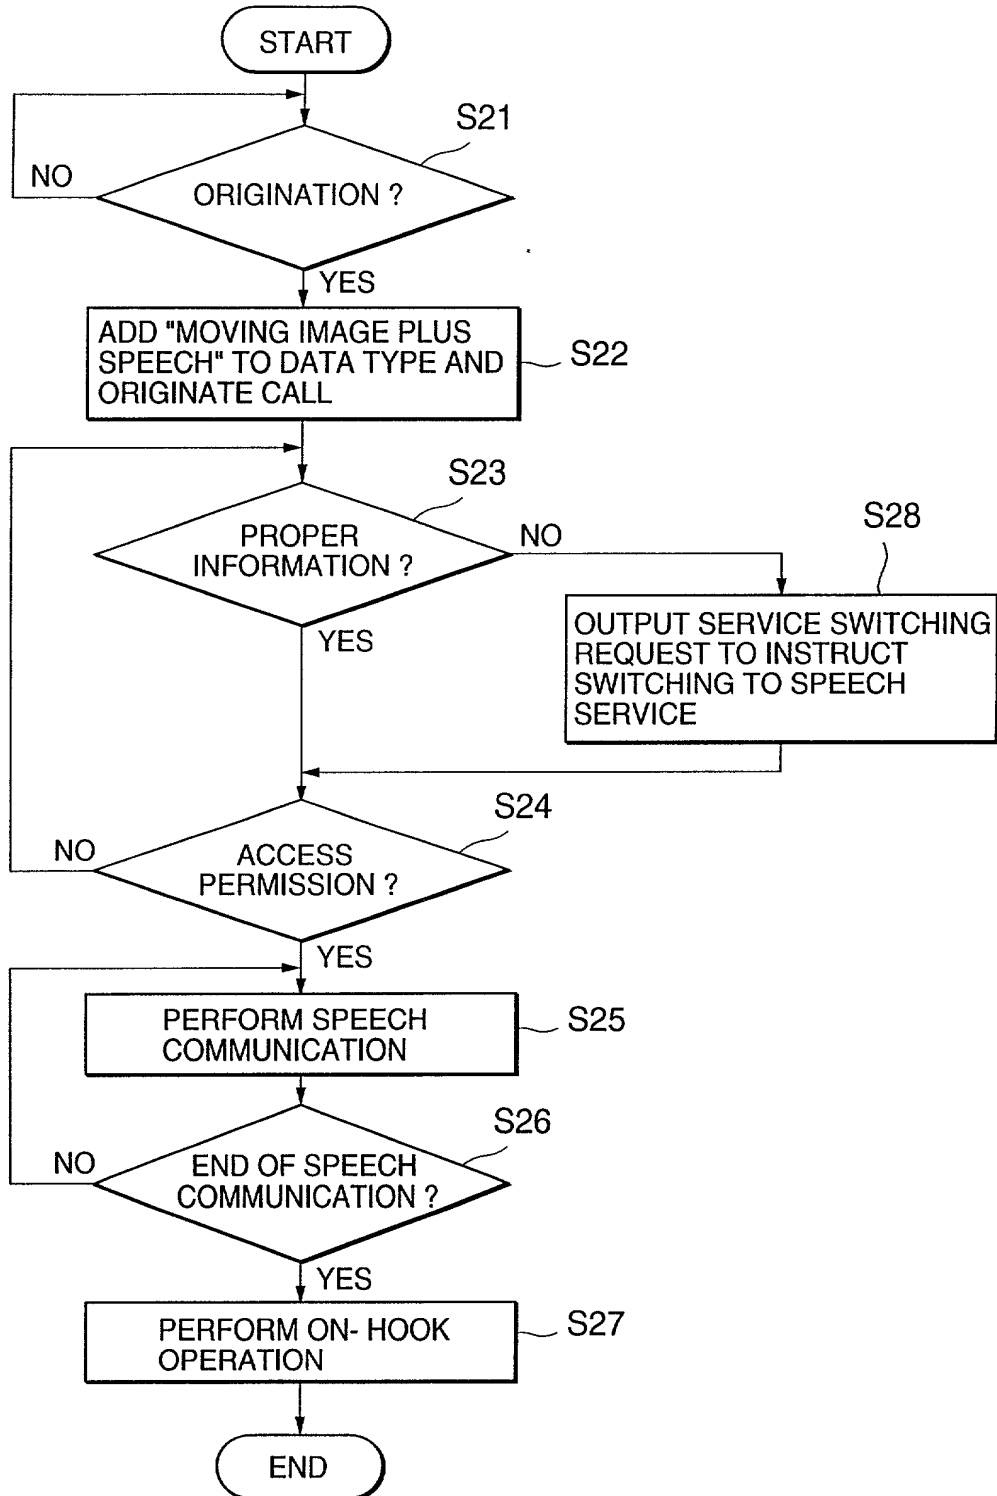 START
S21
NO
ORIGINATION ?
YES
ADD "MOVING IMAGE PLUS
SPEECH" TO DATA TYPE AND
ORIGINATE CALL
S22
S23
PROPER
INFORMATION ?
NO
S28
YES
OUTPUT SERVICE SWITCHING
REQUEST TO INSTRUCT
SWITCHING TO SPEECH
SERVICE
S24
NO
ACCESS
PERMISSION ?
YES
PERFORM SPEECH
COMMUNICATION
S25
S26
NO
END OF SPEECH
COMMUNICATION ?
YES
PERFORM ON- HOOK
OPERATION
S27
END